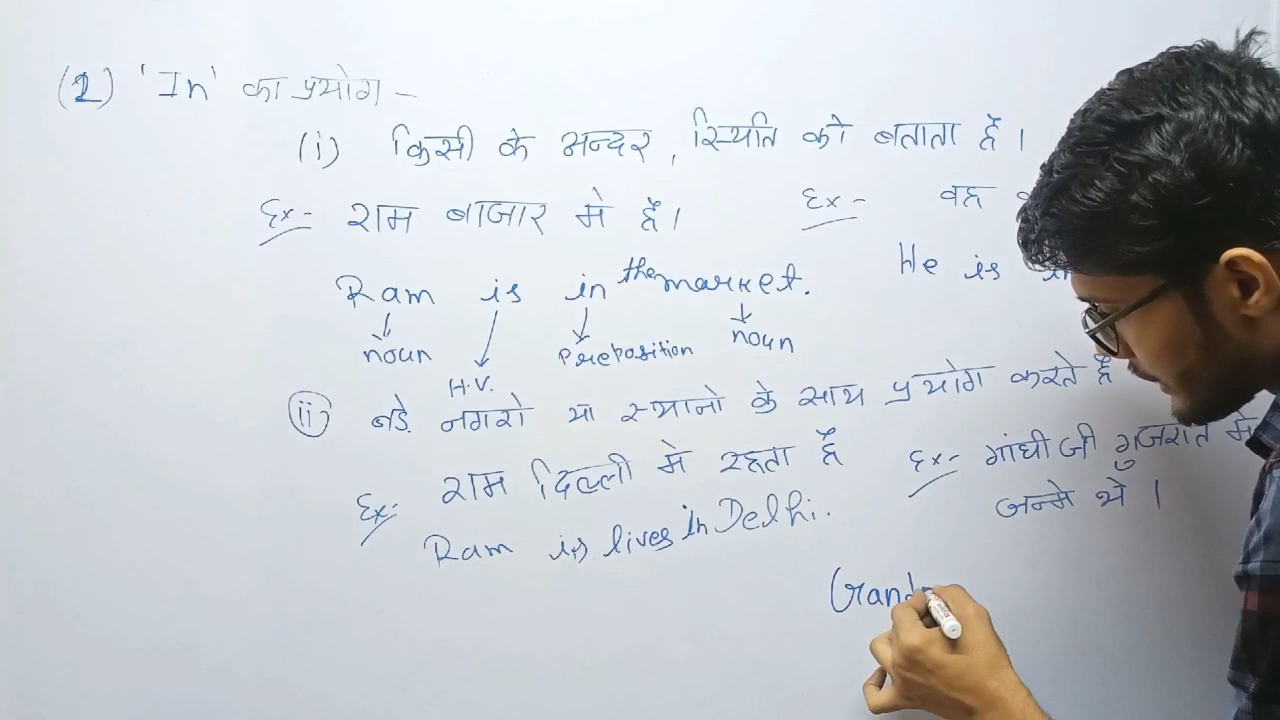 (2) 'In' का प्रयोग –
(i) किसी के अन्दर, स्थिति को बताता है।
Ex- राम बाजार मे है। Ex- वह
Ram is in the market. He is in
noun H.V. Preposition noun
(ii) बडे. नगरो या स्थानो के साथ प्रयोग करते है
Ex:- राम दिल्ली मे रहता है Ex- गांधी जी गुजरात मे
जन्मे थे।
Ram is lives in Delhi.
Gand